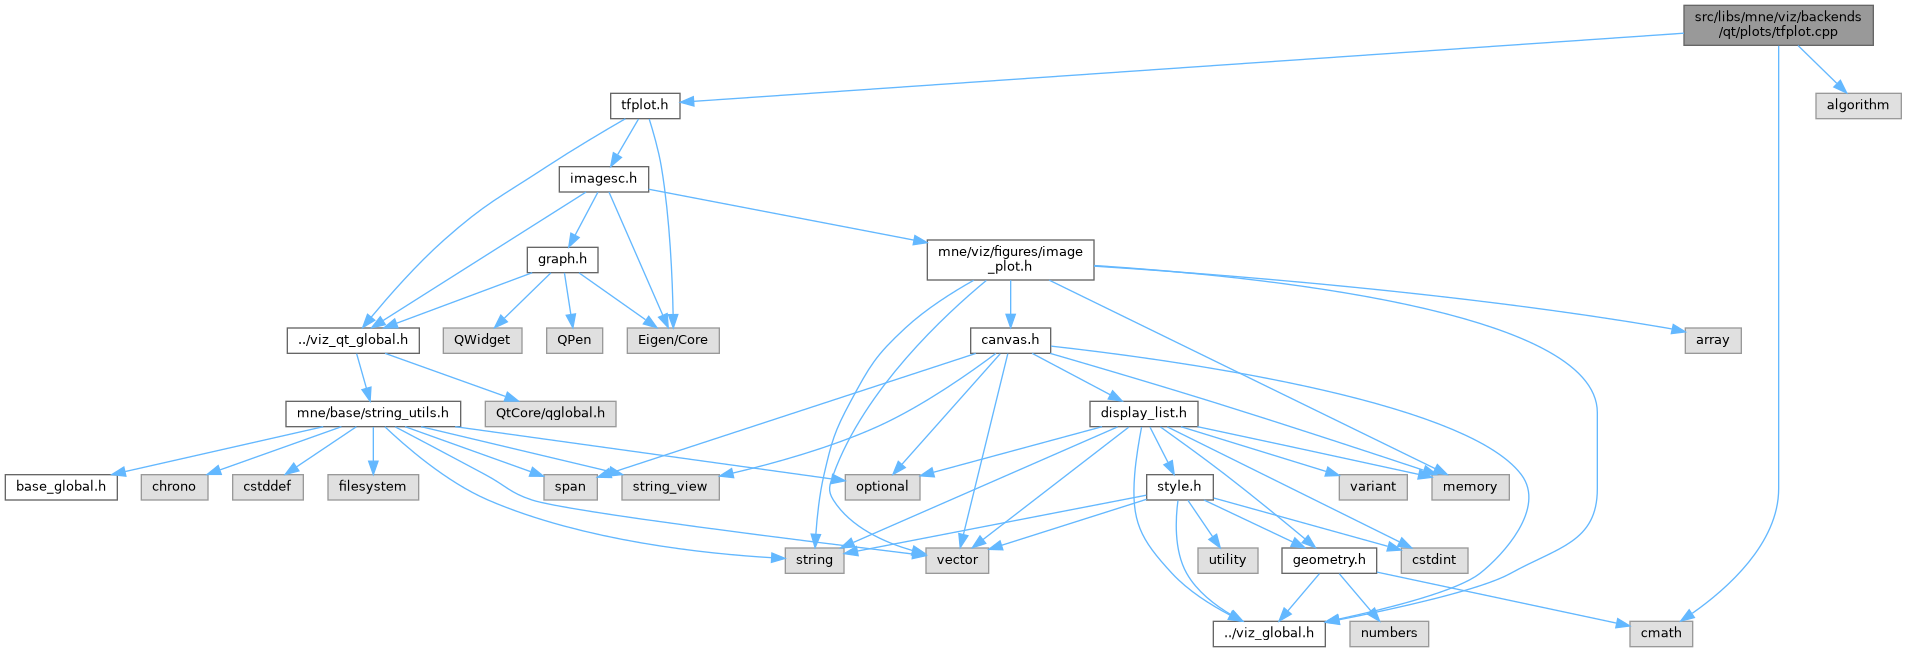 src/libs/mne/viz/backends
/qt/plots/tfplot.cpp
tfplot.h
algorithm
imagesc.h
mne/viz/figures/image
_plot.h
graph.h
../viz_qt_global.h
QWidget
QPen
Eigen/Core
canvas.h
array
mne/base/string_utils.h
QtCore/qglobal.h
display_list.h
base_global.h
chrono
cstddef
filesystem
span
string_view
optional
style.h
variant
memory
string
vector
utility
geometry.h
cstdint
../viz_global.h
numbers
cmath